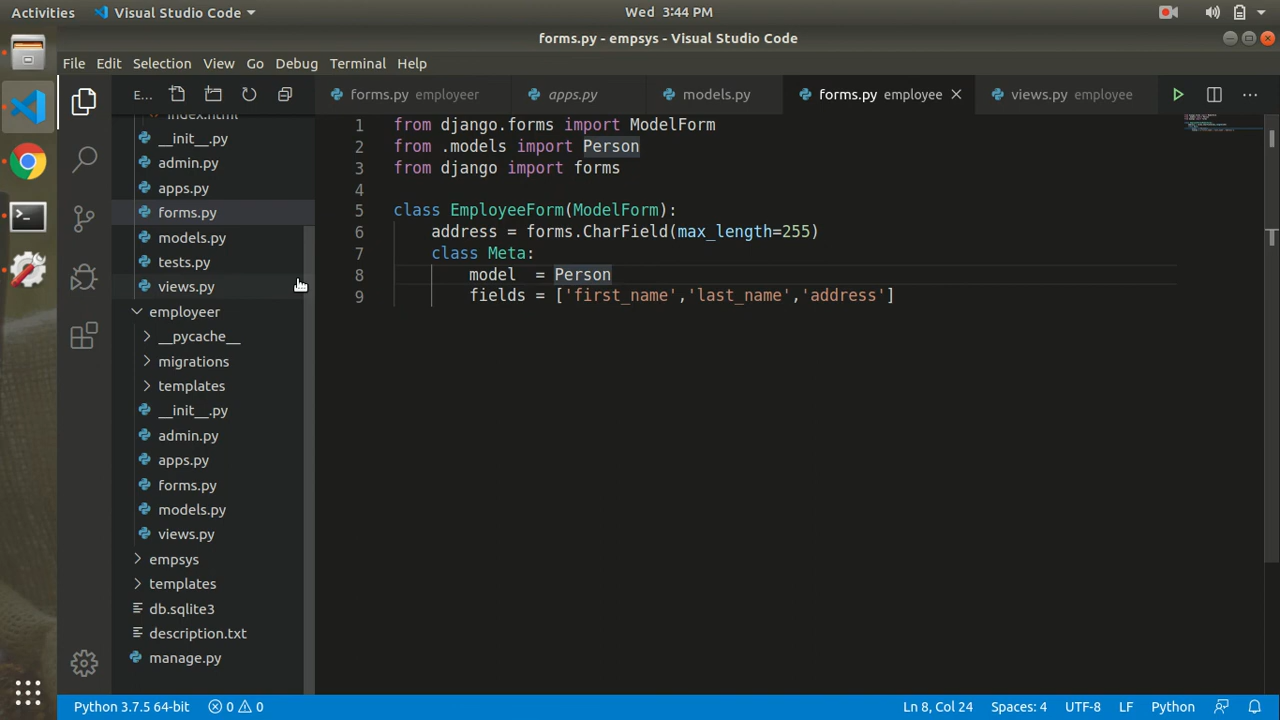 Activities Visual Studio Code Wed 3:44 PM
forms.py - empsys - Visual Studio Code
File Edit Selection View Go Debug Terminal Help
E... forms.py employeer apps.py models.py forms.py employee views.py employee
index.html
__init__.py
admin.py
apps.py
forms.py
models.py
tests.py
views.py
employeer
__pycache__
migrations
templates
__init__.py
admin.py
apps.py
forms.py
models.py
views.py
empsys
templates
db.sqlite3
description.txt
manage.py
1 from django.forms import ModelForm
2 from .models import Person
3 from django import forms
4
5 class EmployeeForm(ModelForm):
6 address = forms.CharField(max_length=255)
7 class Meta:
8 model  = Person
9 fields = ['first_name','last_name','address']
Python 3.7.5 64-bit 0 0 Ln 8, Col 24 Spaces: 4 UTF-8 LF Python